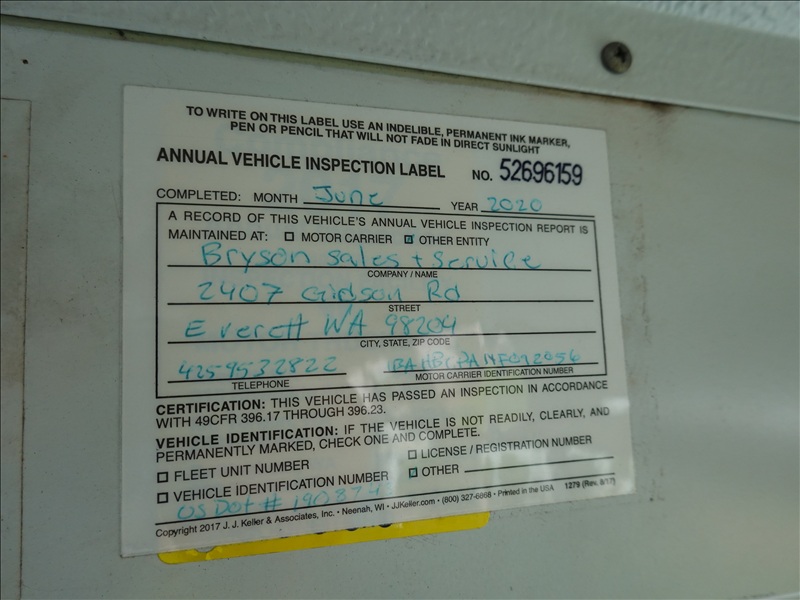 TO WRITE ON THIS LABEL USE AN INDELIBLE, PERMANENT INK MARKER,
PEN OR PENCIL THAT WILL NOT FADE IN DIRECT SUNLIGHT
ANNUAL VEHICLE INSPECTION LABEL NO. 52696159
COMPLETED: MONTH June YEAR 2020
A RECORD OF THIS VEHICLE'S ANNUAL VEHICLE INSPECTION REPORT IS
MAINTAINED AT: MOTOR CARRIER OTHER ENTITY
Bryson Sales + Service
COMPANY / NAME
2407 Gidson Rd
STREET
Everett WA 98204
CITY, STATE, ZIP CODE
4259532822
TELEPHONE MOTOR CARRIER IDENTIFICATION NUMBER
CERTIFICATION: THIS VEHICLE HAS PASSED AN INSPECTION IN ACCORDANCE
WITH 49CFR 396.17 THROUGH 396.23.
VEHICLE IDENTIFICATION: IF THE VEHICLE IS NOT READILY, CLEARLY, AND
PERMANENTLY MARKED, CHECK ONE AND COMPLETE.
FLEET UNIT NUMBER LICENSE / REGISTRATION NUMBER
VEHICLE IDENTIFICATION NUMBER OTHER
US Dot #
Copyright 2017 J. J. Keller & Associates, Inc. • Neenah, WI • JJKeller.com • (800) 327-6868 • Printed in the USA 1279 (Rev. 8/17)